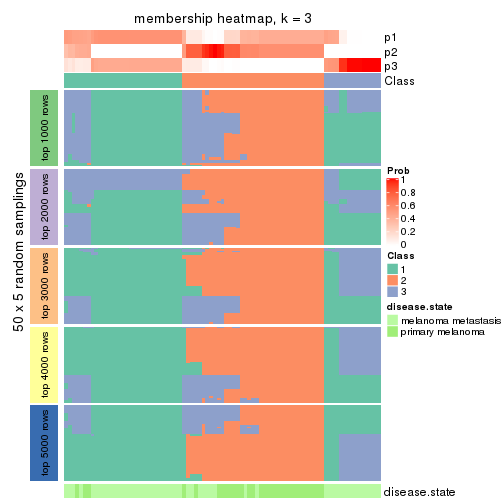 membership heatmap, k = 3
p1
p2
p3
Class
50 x 5 random samplings
top 1000 rows
top 2000 rows
top 3000 rows
top 4000 rows
top 5000 rows
Prob
1
0.8
0.6
0.4
0.2
0
Class
1
2
3
disease.state
melanoma metastasis
primary melanoma
disease.state